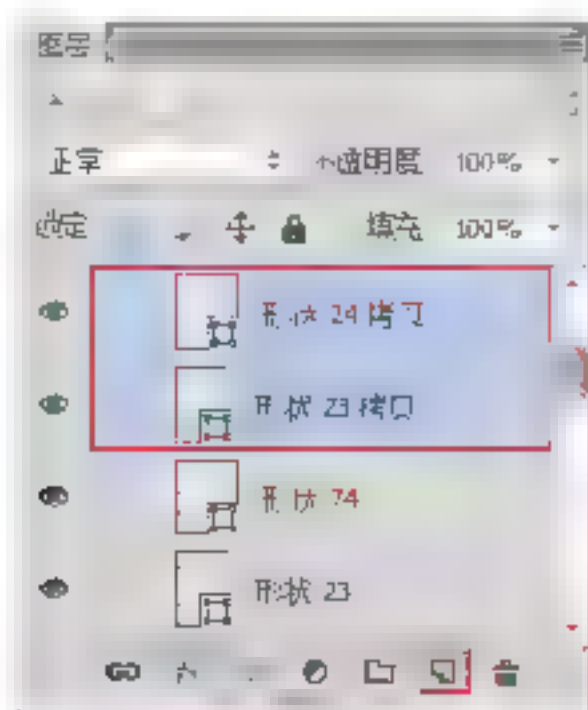 图层
正常 不透明度 100%
锁定 填充 100%
形状 24 拷贝
形状 23 拷贝
形状 24
形状 23